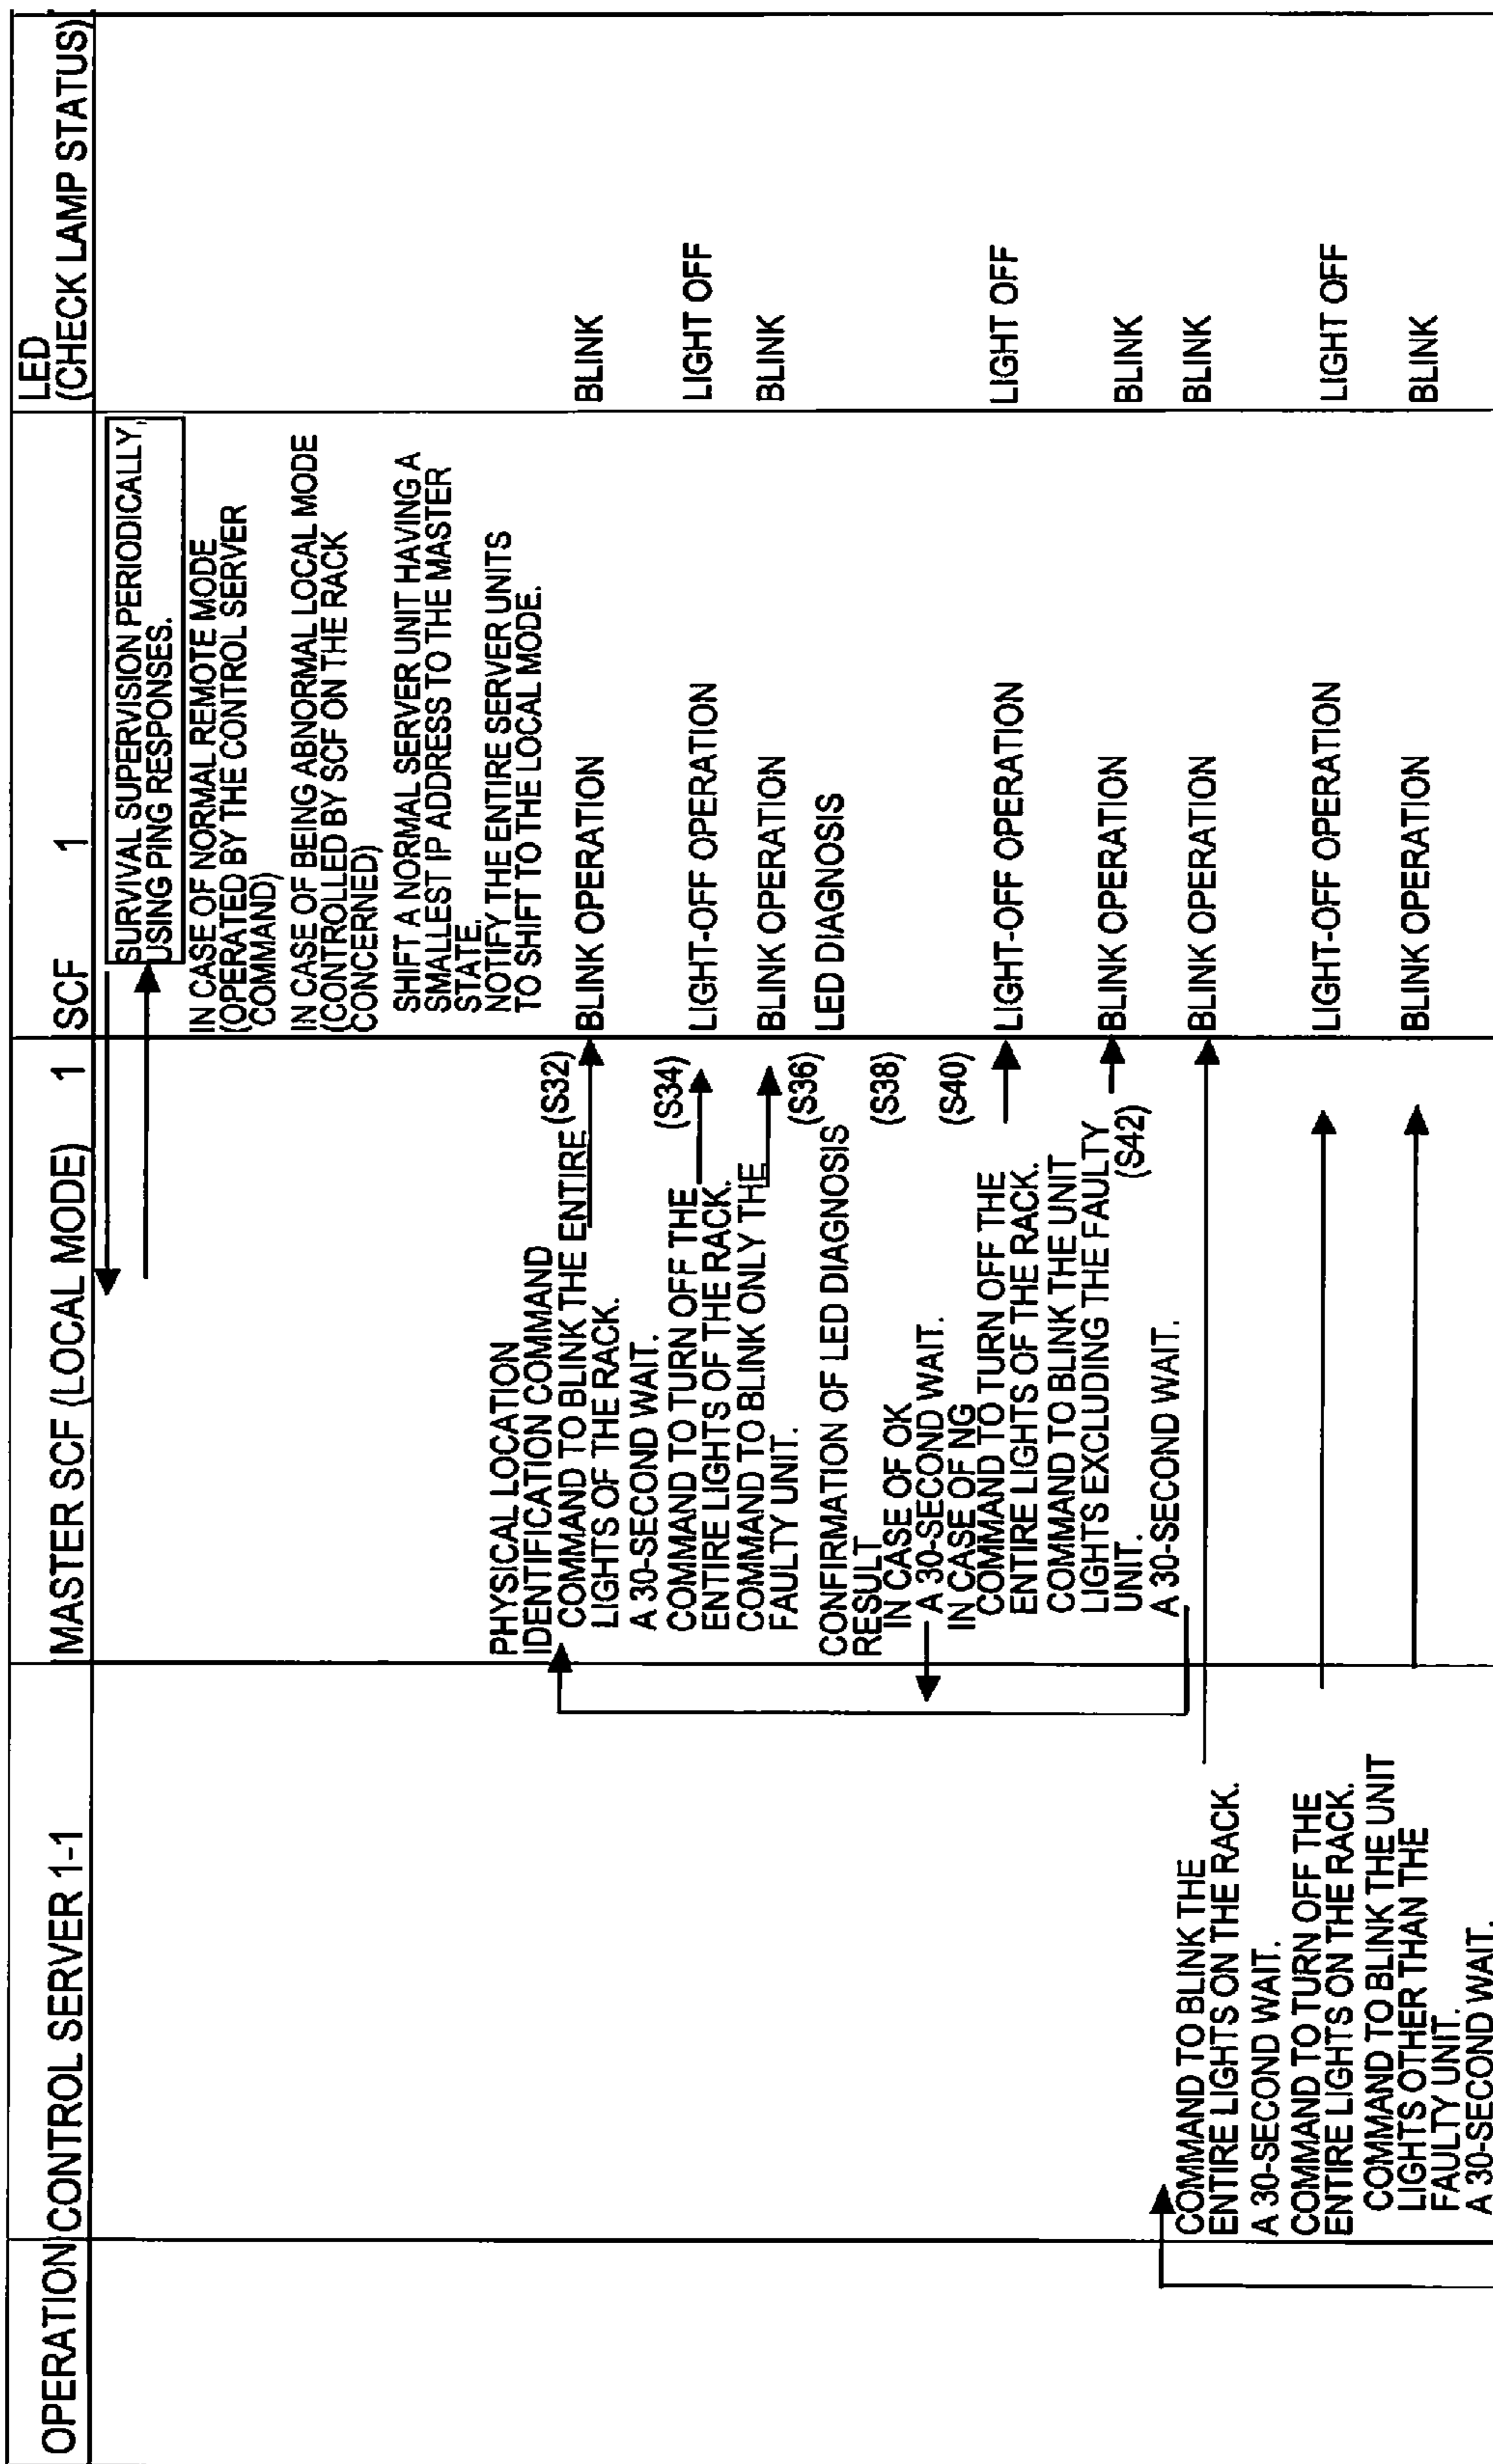 OPERATION
CONTROL SERVER 1-1
MASTER SCF (LOCAL MODE) 1
SCF 1
LED
(CHECK LAMP STATUS)
SURVIVAL SUPERVISION PERIODICALLY,
USING PING RESPONSES.
IN CASE OF NORMAL REMOTE MODE
(OPERATED BY THE CONTROL SERVER
COMMAND)
IN CASE OF BEING ABNORMAL LOCAL MODE
(CONTROLLED BY SCF ON THE RACK
CONCERNED)
SHIFT A NORMAL SERVER UNIT HAVING A
SMALLEST IP ADDRESS TO THE MASTER
STATE.
NOTIFY THE ENTIRE SERVER UNITS
TO SHIFT TO THE LOCAL MODE.
PHYSICAL LOCATION
IDENTIFICATION COMMAND
COMMAND TO BLINK THE ENTIRE
LIGHTS OF THE RACK.
(S32)
BLINK OPERATION
BLINK
A 30-SECOND WAIT.
COMMAND TO TURN OFF THE
ENTIRE LIGHTS OF THE RACK.
(S34)
LIGHT-OFF OPERATION
LIGHT OFF
COMMAND TO BLINK ONLY THE
FAULTY UNIT.
(S36)
BLINK OPERATION
BLINK
CONFIRMATION OF LED DIAGNOSIS
RESULT
LED DIAGNOSIS
(S38)
IN CASE OF OK
A 30-SECOND WAIT.
IN CASE OF NG
(S40)
COMMAND TO TURN OFF THE
ENTIRE LIGHTS OF THE RACK.
LIGHT-OFF OPERATION
LIGHT OFF
COMMAND TO BLINK THE UNIT
LIGHTS EXCLUDING THE FAULTY
UNIT.
(S42)
BLINK OPERATION
BLINK
A 30-SECOND WAIT.
COMMAND TO BLINK THE
ENTIRE LIGHTS ON THE RACK.
BLINK OPERATION
BLINK
A 30-SECOND WAIT.
COMMAND TO TURN OFF THE
ENTIRE LIGHTS ON THE RACK.
LIGHT-OFF OPERATION
LIGHT OFF
COMMAND TO BLINK THE UNIT
LIGHTS OTHER THAN THE
FAULTY UNIT.
BLINK OPERATION
BLINK
A 30-SECOND WAIT.